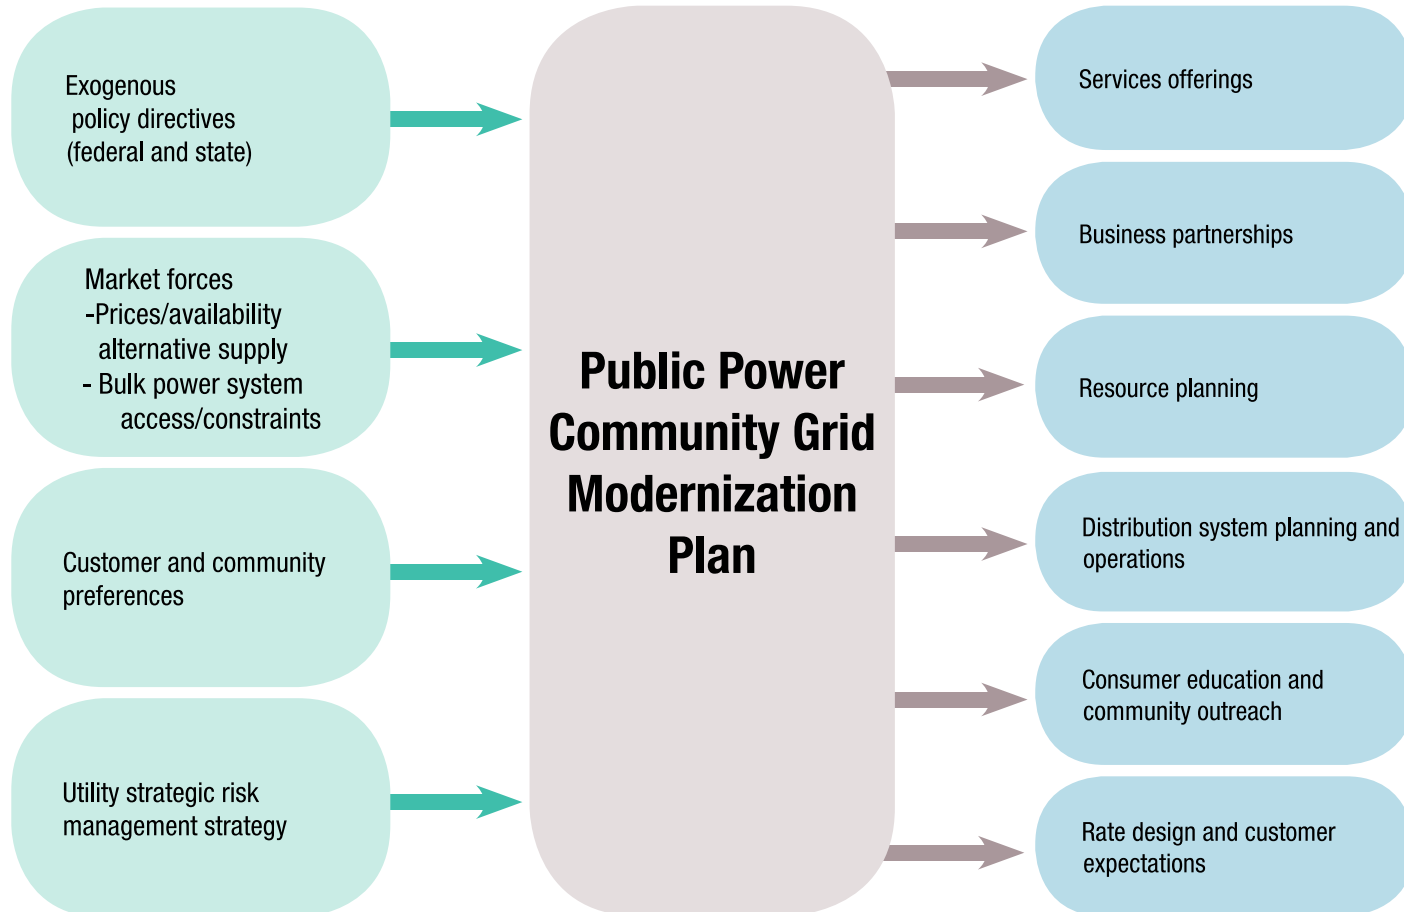 Exogenous
policy directives
(federal and state)
Market forces
-Prices/availability
alternative supply
- Bulk power system
access/constraints
Customer and community
preferences
Utility strategic risk
management strategy
Public Power
Community Grid
Modernization
Plan
Services offerings
Business partnerships
Resource planning
Distribution system planning and
operations
Consumer education and
community outreach
Rate design and customer
expectations